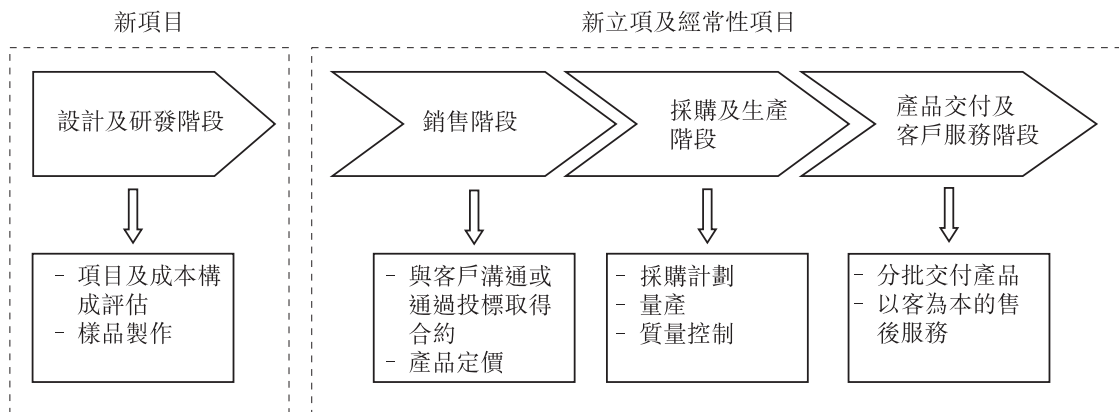 新項目
新立項及經常性項目
設計及研發階段
銷售階段
採購及生產
階段
產品交付及
客戶服務階段
- 項目及成本構
成評估
- 樣品製作
- 與客戶溝通或
通過投標取得
合約
- 產品定價
- 採購計劃
- 量產
- 質量控制
- 分批交付產品
- 以客為本的售
後服務